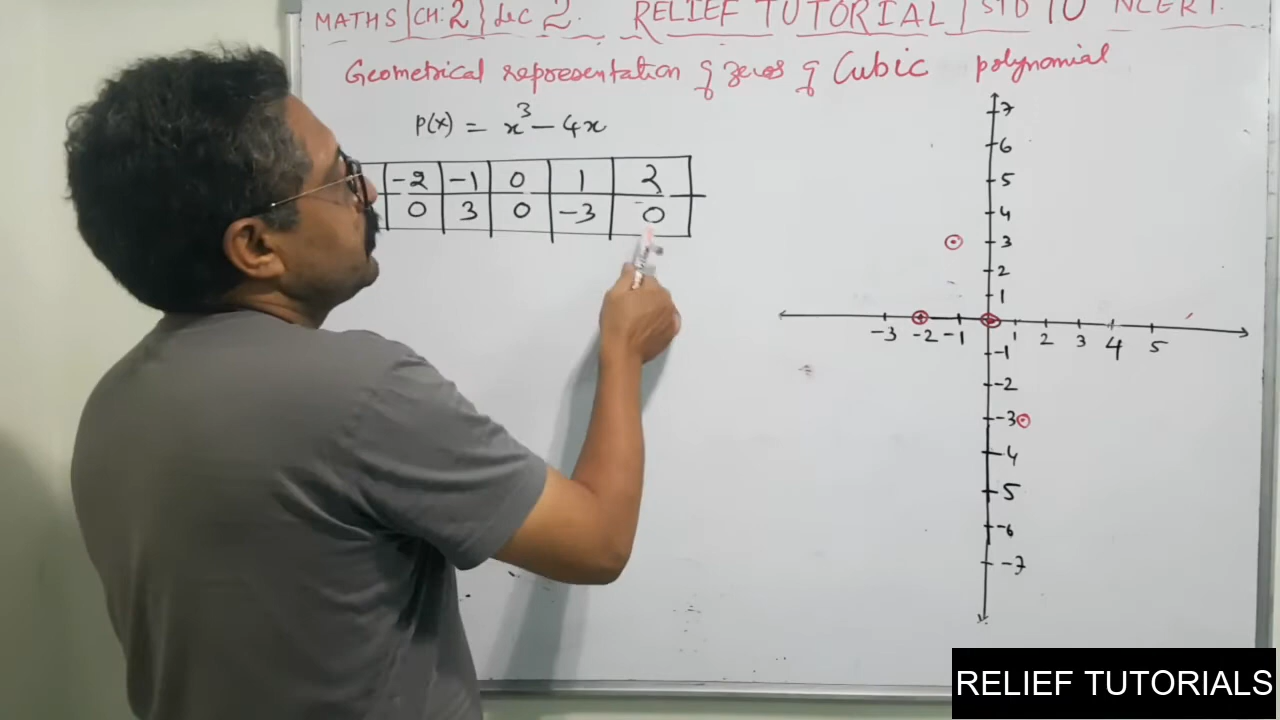 MATHS | CH: 2 | Lec 2. RELIEF TUTORIAL | STD 10 NCERT.
Geometrical representation of zeros of Cubic polynomial
p(x) = x³ - 4x
-2 -1 0 1 2
0 3 0 -3 0
7
6
5
4
3
2
1
-3 -2 -1 1 2 3 4 5
-1
-2
-3
-4
-5
-6
-7
RELIEF TUTORIALS